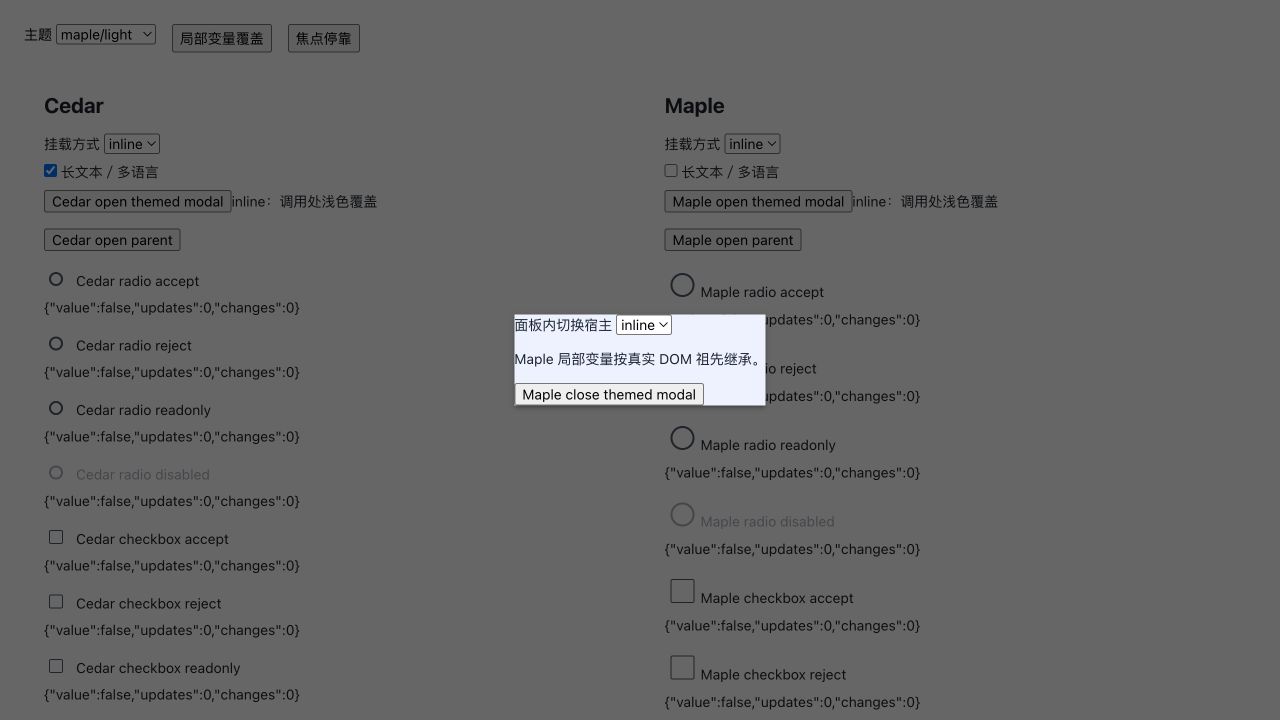 主题 maple/light 局部变量覆盖 焦点停靠
Cedar
挂载方式 inline
长文本 / 多语言
Cedar open themed modal inline：调用处浅色覆盖
Cedar open parent
Cedar radio accept
{"value":false,"updates":0,"changes":0}
Cedar radio reject
{"value":false,"updates":0,"changes":0}
Cedar radio readonly
{"value":false,"updates":0,"changes":0}
Cedar radio disabled
{"value":false,"updates":0,"changes":0}
Cedar checkbox accept
{"value":false,"updates":0,"changes":0}
Cedar checkbox reject
{"value":false,"updates":0,"changes":0}
Cedar checkbox readonly
{"value":false,"updates":0,"changes":0}
Maple
挂载方式 inline
长文本 / 多语言
Maple open themed modal inline：调用处浅色覆盖
Maple open parent
Maple radio accept
{"value":false,"updates":0,"changes":0}
reject
"updates":0,"changes":0}
Maple radio readonly
{"value":false,"updates":0,"changes":0}
Maple radio disabled
{"value":false,"updates":0,"changes":0}
Maple checkbox accept
{"value":false,"updates":0,"changes":0}
Maple checkbox reject
{"value":false,"updates":0,"changes":0}
面板内切换宿主 inline
Maple 局部变量按真实 DOM 祖先继承。
Maple close themed modal